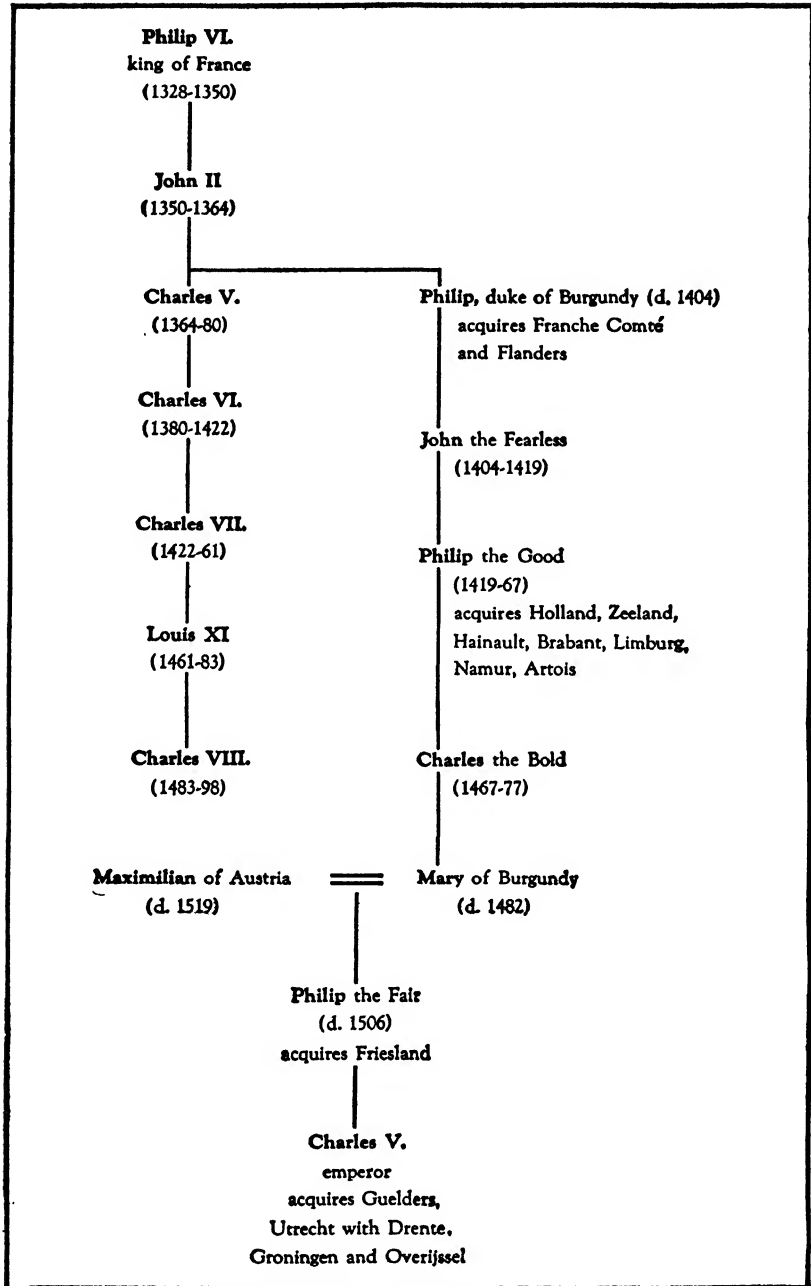 Philip VI.
king of France
(1328-1350)
John II
(1350-1364)
Charles V.
(1364-80)
Philip, duke of Burgundy (d. 1404)
acquires Franche Comté
and Flanders
Charles VI.
(1380-1422)
John the Fearless
(1404-1419)
Charles VII.
(1422-61)
Philip the Good
(1419-67)
acquires Holland, Zeeland,
Hainault, Brabant, Limburg,
Namur, Artois
Louis XI
(1461-83)
Charles VIII.
(1483-98)
Charles the Bold
(1467-77)
Maximilian of Austria
(d. 1519)
Mary of Burgundy
(d. 1482)
Philip the Fair
(d. 1506)
acquires Friesland
Charles V.
emperor
acquires Guelders,
Utrecht with Drente,
Groningen and Overijssel